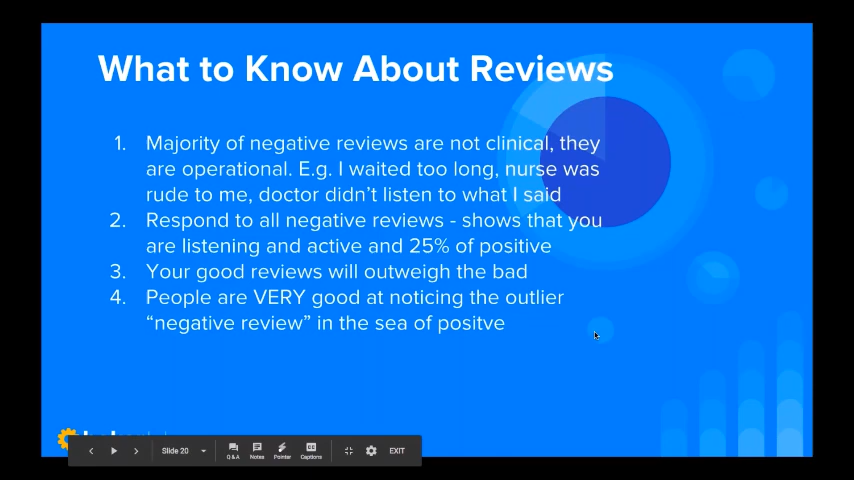 What to Know About Reviews
1. Majority of negative reviews are not clinical, they
are operational. E.g. I waited too long, nurse was
rude to me, doctor didn't listen to what I said
2. Respond to all negative reviews - shows that you
are listening and active and 25% of positive
3. Your good reviews will outweigh the bad
4. People are VERY good at noticing the outlier
“negative review” in the sea of positve
Slide 20
Q&A
Notes
Pointer
Captions
EXIT